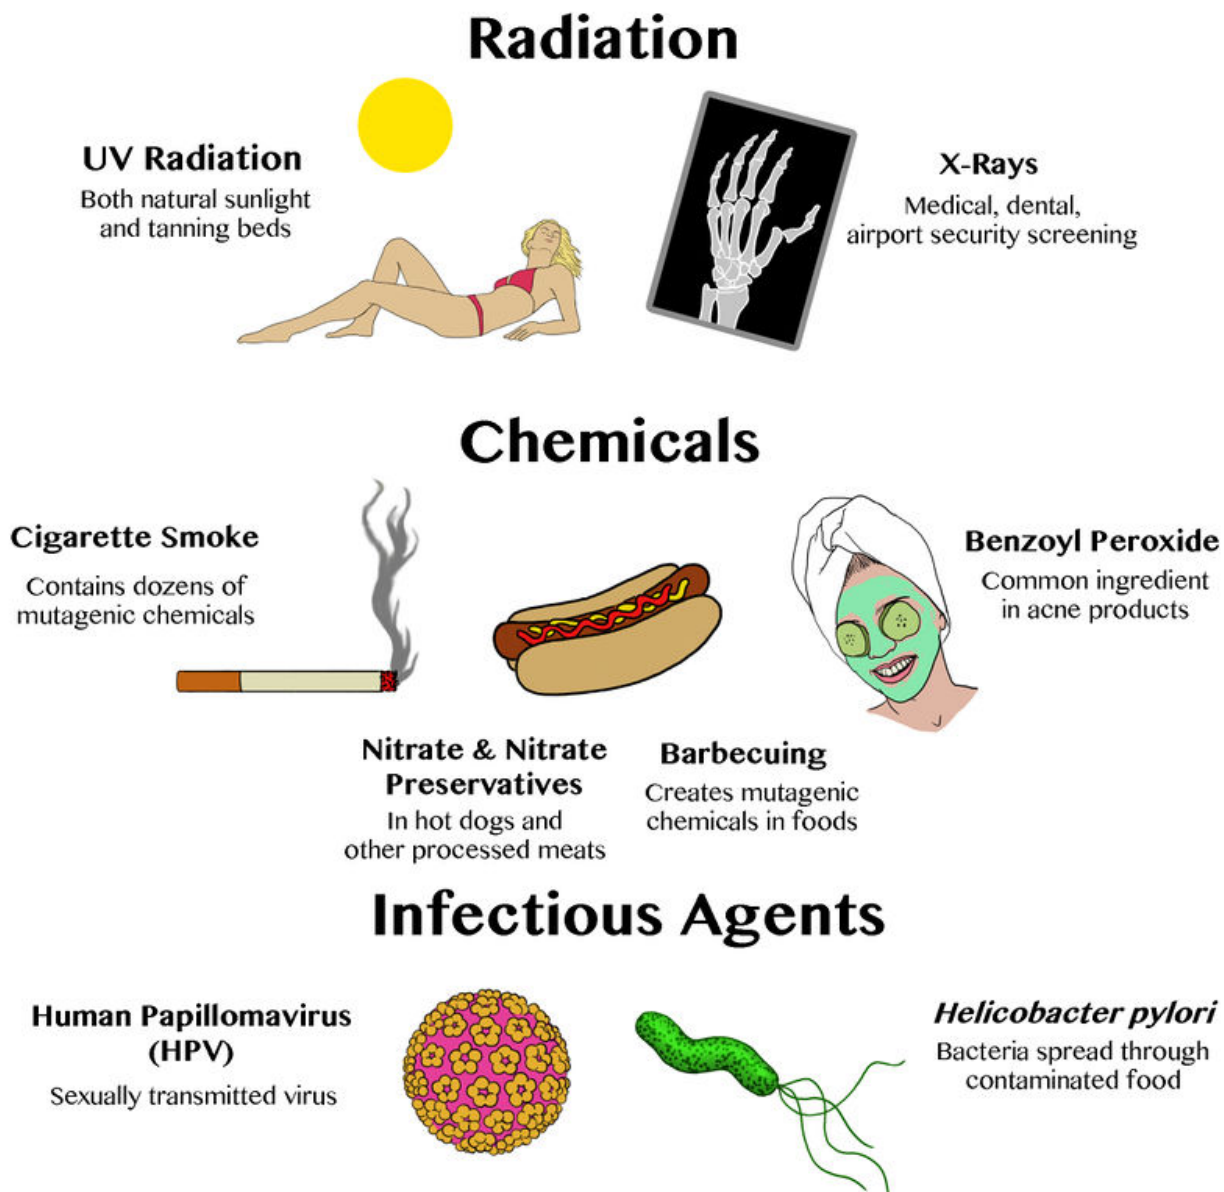 Radiation
UV Radiation
Both natural sunlight
and tanning beds
X-Rays
Medical, dental,
airport security screening
Chemicals
Cigarette Smoke
Contains dozens of
mutagenic chemicals
Benzoyl Peroxide
Common ingredient
in acne products
Nitrate & Nitrate
Preservatives
In hot dogs and
other processed meats
Barbecuing
Creates mutagenic
chemicals in foods
Infectious Agents
Human Papillomavirus
(HPV)
Sexually transmitted virus
Helicobacter pylori
Bacteria spread through
contaminated food